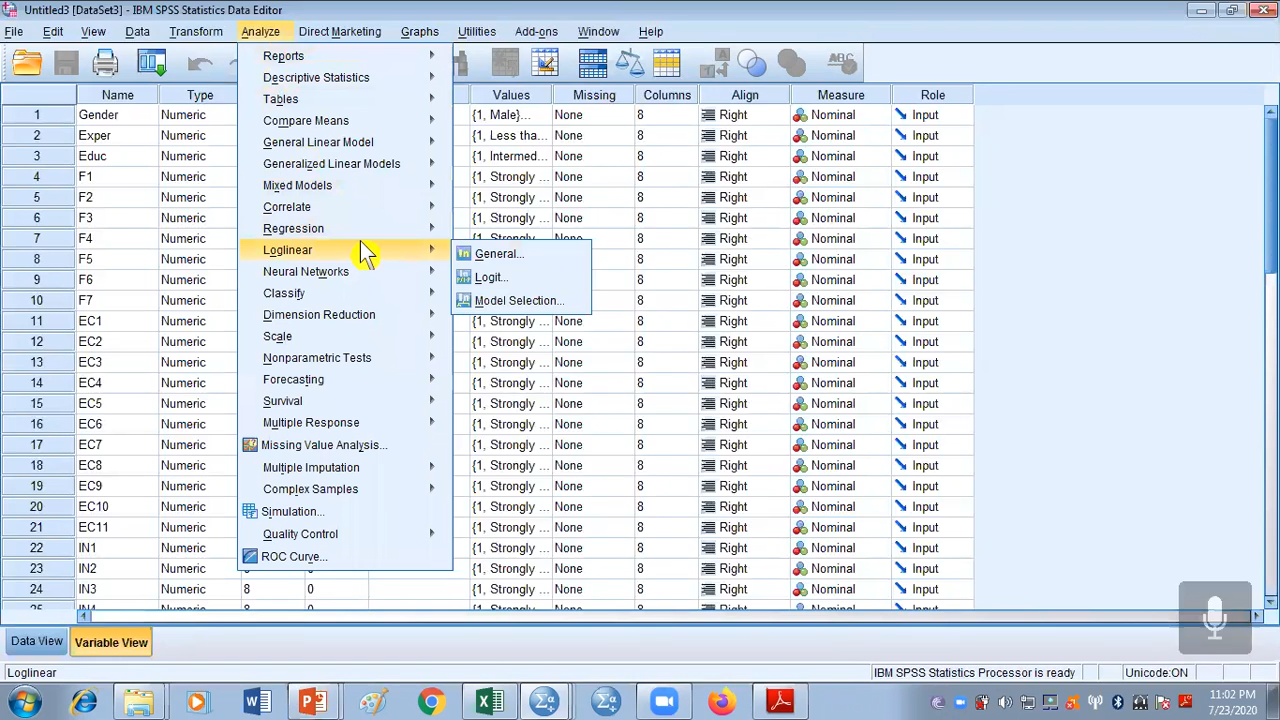 Untitled3 [DataSet3] - IBM SPSS Statistics Data Editor
File Edit View Data Transform Analyze Direct Marketing Graphs Utilities Add-ons Window Help
Reports
Descriptive Statistics
Tables
Compare Means
General Linear Model
Generalized Linear Models
Mixed Models
Correlate
Regression
Loglinear
Neural Networks
Classify
Dimension Reduction
Scale
Nonparametric Tests
Forecasting
Survival
Multiple Response
Missing Value Analysis...
Multiple Imputation
Complex Samples
Simulation...
Quality Control
ROC Curve...
General...
Logit...
Model Selection...
Name Type Values Missing Columns Align Measure Role
1 Gender Numeric {1, Male}... None 8 Right Nominal Input
2 Exper Numeric {1, Less tha... None 8 Right Nominal Input
3 Educ Numeric {1, Intermed... None 8 Right Nominal Input
4 F1 Numeric {1, Strongly ... None 8 Right Nominal Input
5 F2 Numeric {1, Strongly ... None 8 Right Nominal Input
6 F3 Numeric {1, Strongly ... None 8 Right Nominal Input
7 F4 Numeric {1, Strongly ... None 8 Right Nominal Input
8 F5 Numeric Right Nominal Input
9 F6 Numeric Right Nominal Input
10 F7 Numeric Right Nominal Input
11 EC1 Numeric {1, Strongly ... None 8 Right Nominal Input
12 EC2 Numeric {1, Strongly ... None 8 Right Nominal Input
13 EC3 Numeric {1, Strongly ... None 8 Right Nominal Input
14 EC4 Numeric {1, Strongly ... None 8 Right Nominal Input
15 EC5 Numeric {1, Strongly ... None 8 Right Nominal Input
16 EC6 Numeric {1, Strongly ... None 8 Right Nominal Input
17 EC7 Numeric {1, Strongly ... None 8 Right Nominal Input
18 EC8 Numeric {1, Strongly ... None 8 Right Nominal Input
19 EC9 Numeric {1, Strongly ... None 8 Right Nominal Input
20 EC10 Numeric {1, Strongly ... None 8 Right Nominal Input
21 EC11 Numeric {1, Strongly ... None 8 Right Nominal Input
22 IN1 Numeric {1, Strongly ... None 8 Right Nominal Input
23 IN2 Numeric {1, Strongly ... None 8 Right Nominal Input
24 IN3 Numeric 8 0 {1, Strongly ... None 8 Right Nominal Input
25 IN4 Numeric 8 0 {1, Strongly ... None 8 Right Nominal Input
Data View Variable View
Loglinear IBM SPSS Statistics Processor is ready Unicode:ON
11:02 PM
7/23/2020